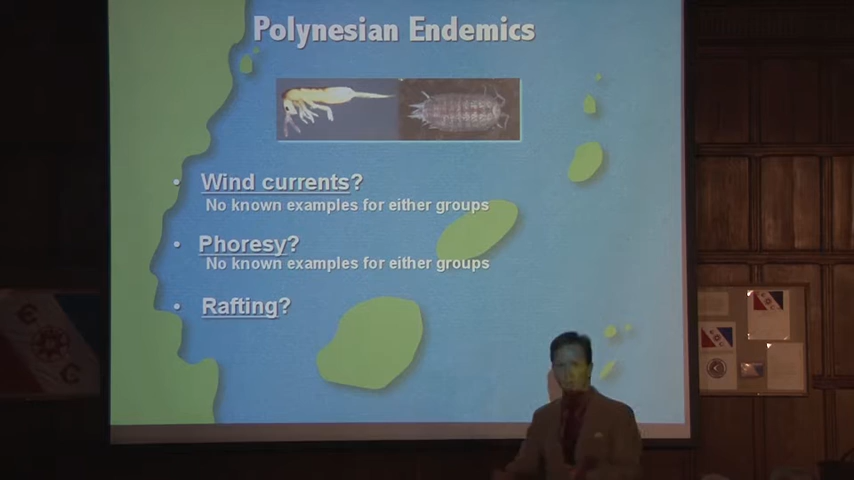 Polynesian Endemics
• Wind currents?
No known examples for either groups
• Phoresy?
No known examples for either groups
• Rafting?